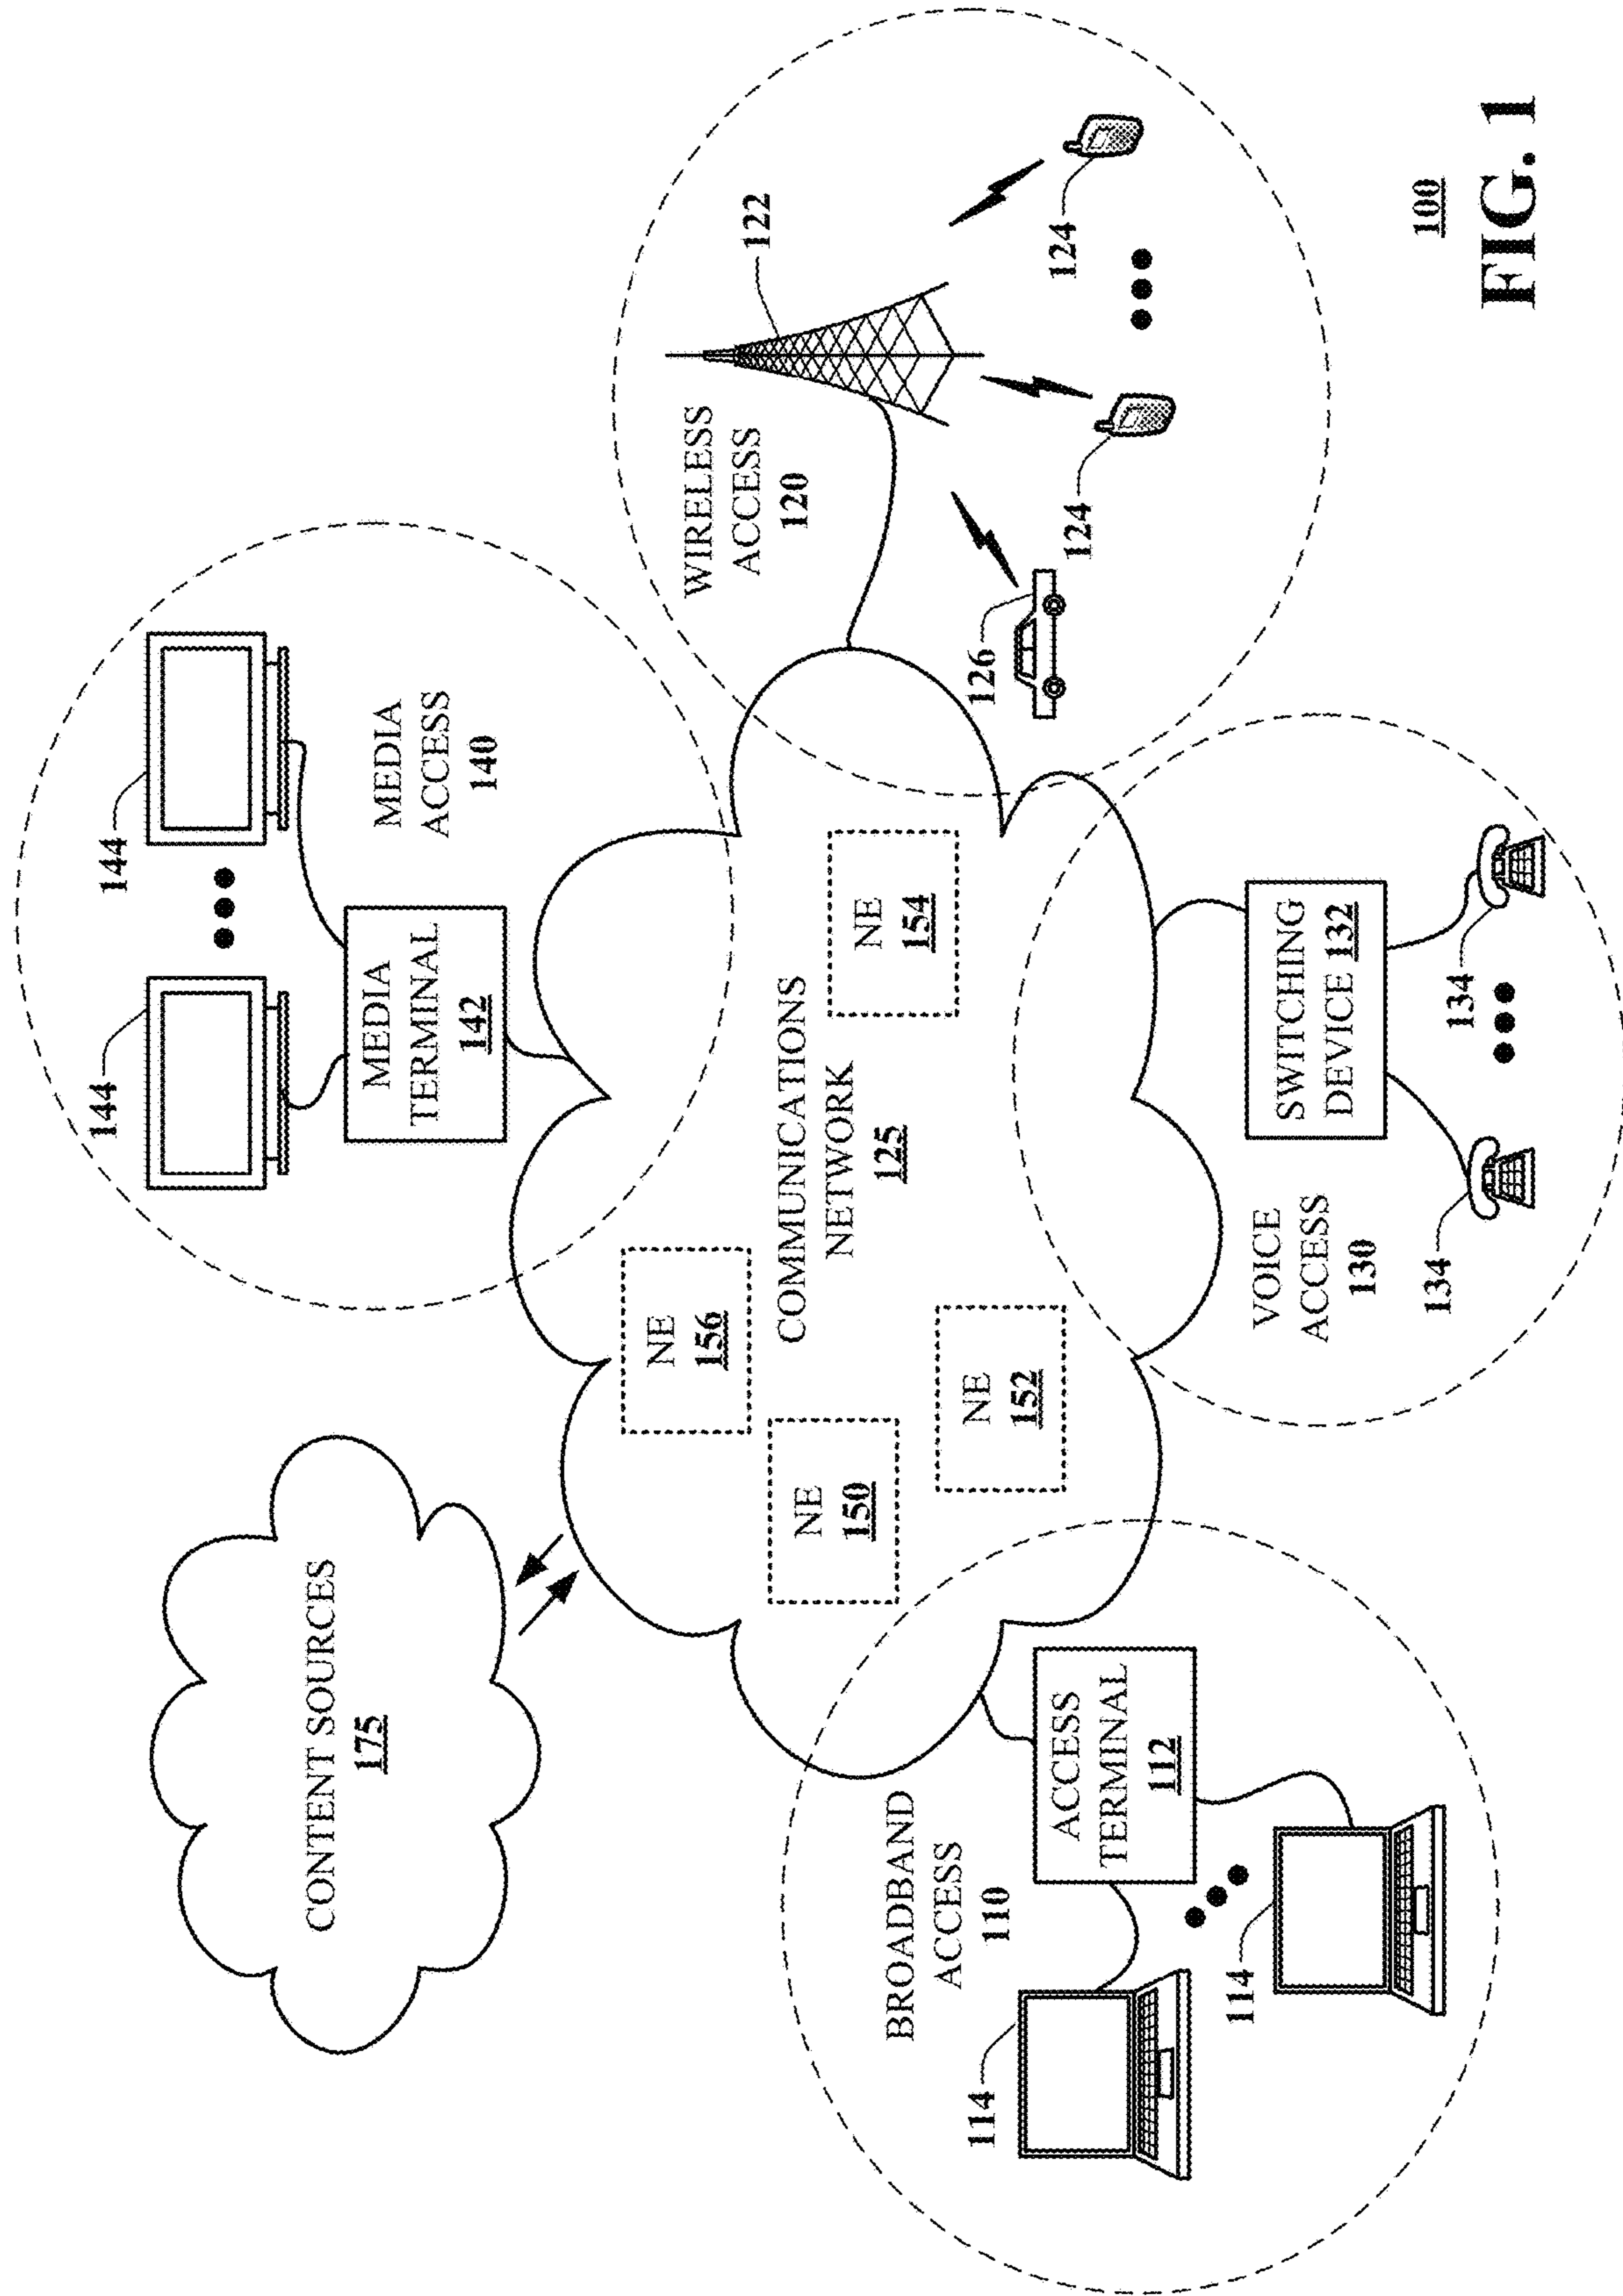 CONTENT SOURCES
175
144
144
MEDIA
TERMINAL
142
MEDIA
ACCESS
140
WIRELESS
ACCESS
120
122
126
124
124
NE
156
NE
150
COMMUNICATIONS
NETWORK
125
NE
154
NE
152
BROADBAND
ACCESS
110
ACCESS
TERMINAL
112
114
114
VOICE
ACCESS
130
SWITCHING
DEVICE 132
134
134
100
FIG. 1